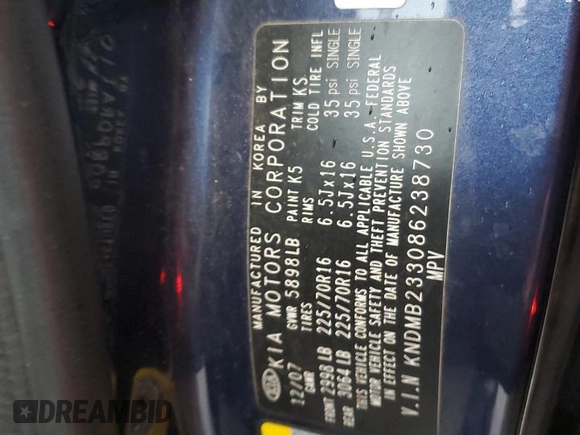 MANUFACTURED IN KOREA BY
KIA KIA MOTORS CORPORATION
12/07 GVWR 5898LB PAINT K5 TRIM KS
GAWR TIRES RIMS COLD TIRE INFL
FRONT 2998 LB 225/70R16 6.5Jx16 35 psi SINGLE
REAR 3064 LB 225/70R16 6.5Jx16 35 psi SINGLE
THIS VEHICLE CONFORMS TO ALL APPLICABLE U.S.A. FEDERAL
MOTOR VEHICLE SAFETY AND THEFT PREVENTION STANDARDS
IN EFFECT ON THE DATE OF MANUFACTURE SHOWN ABOVE
V.I.N KNDMB233086238730
MPV
DREAMBID